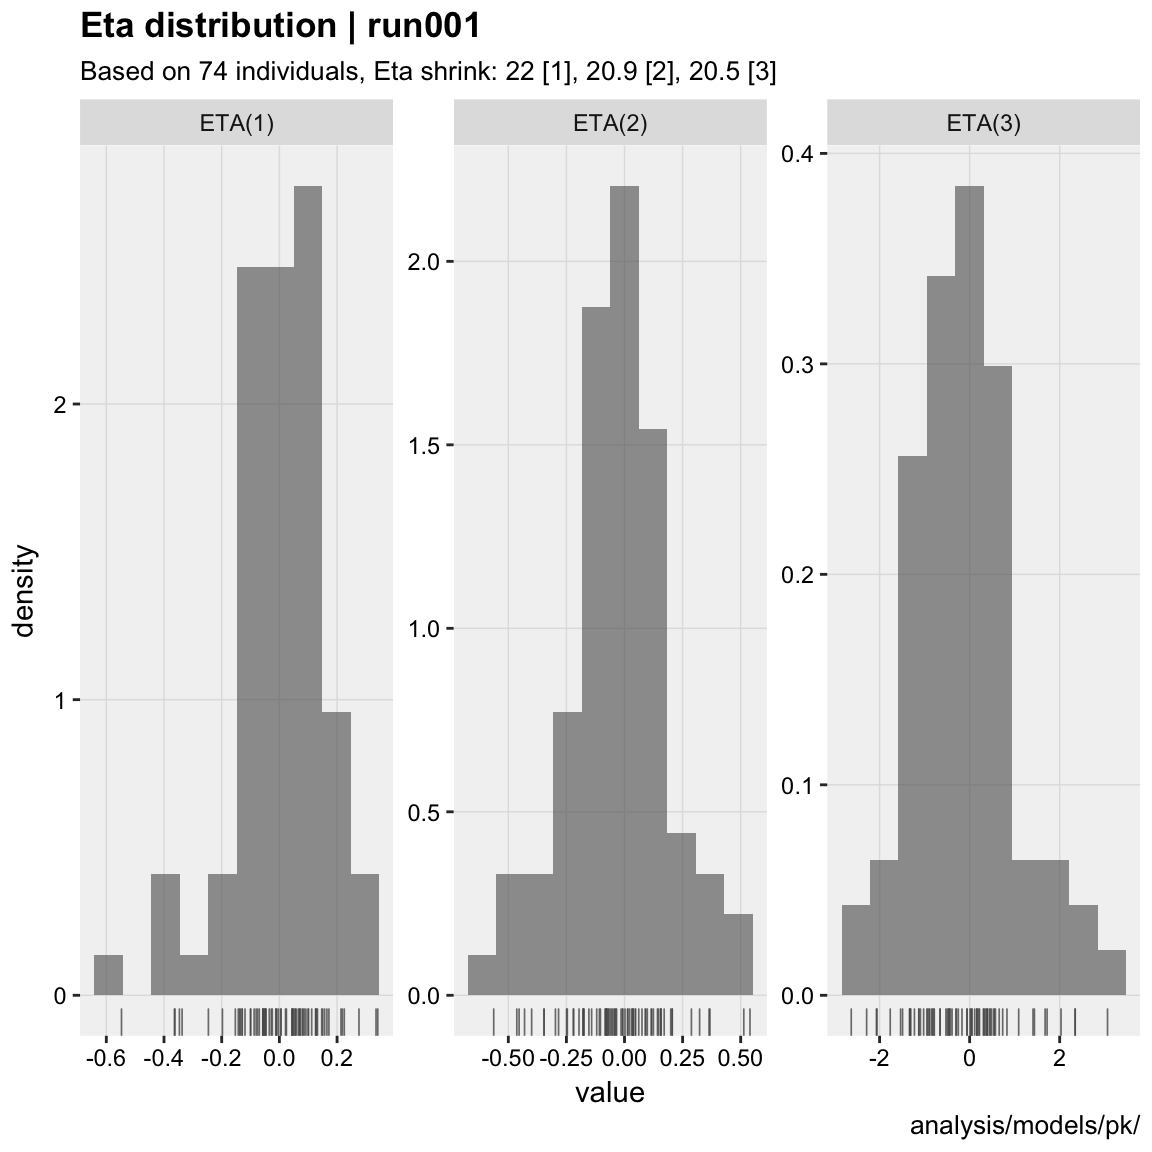 Eta distribution | run001
Based on 74 individuals, Eta shrink: 22 [1], 20.9 [2], 20.5 [3]
ETA(1)
ETA(2)
ETA(3)
density
2
1
0
-0.6 -0.4 -0.2 0.0 0.2
2.0
1.5
1.0
0.5
0.0
-0.50 -0.25 0.00 0.25 0.50
0.4
0.3
0.2
0.1
0.0
-2 0 2
value
analysis/models/pk/